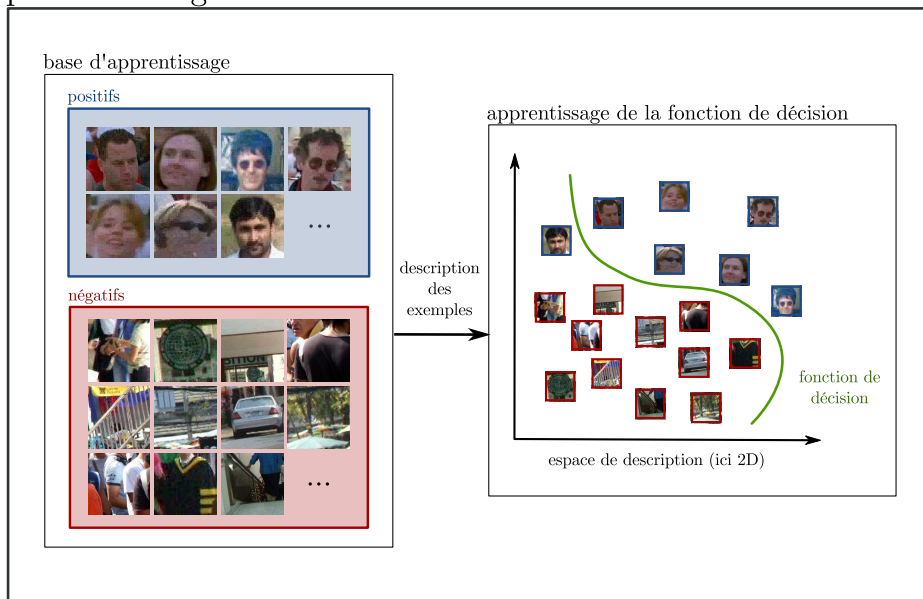 base d'apprentissage
positifs
...
négatifs
...
description
des
exemples
apprentissage de la fonction de décision
fonction de
décision
espace de description (ici 2D)